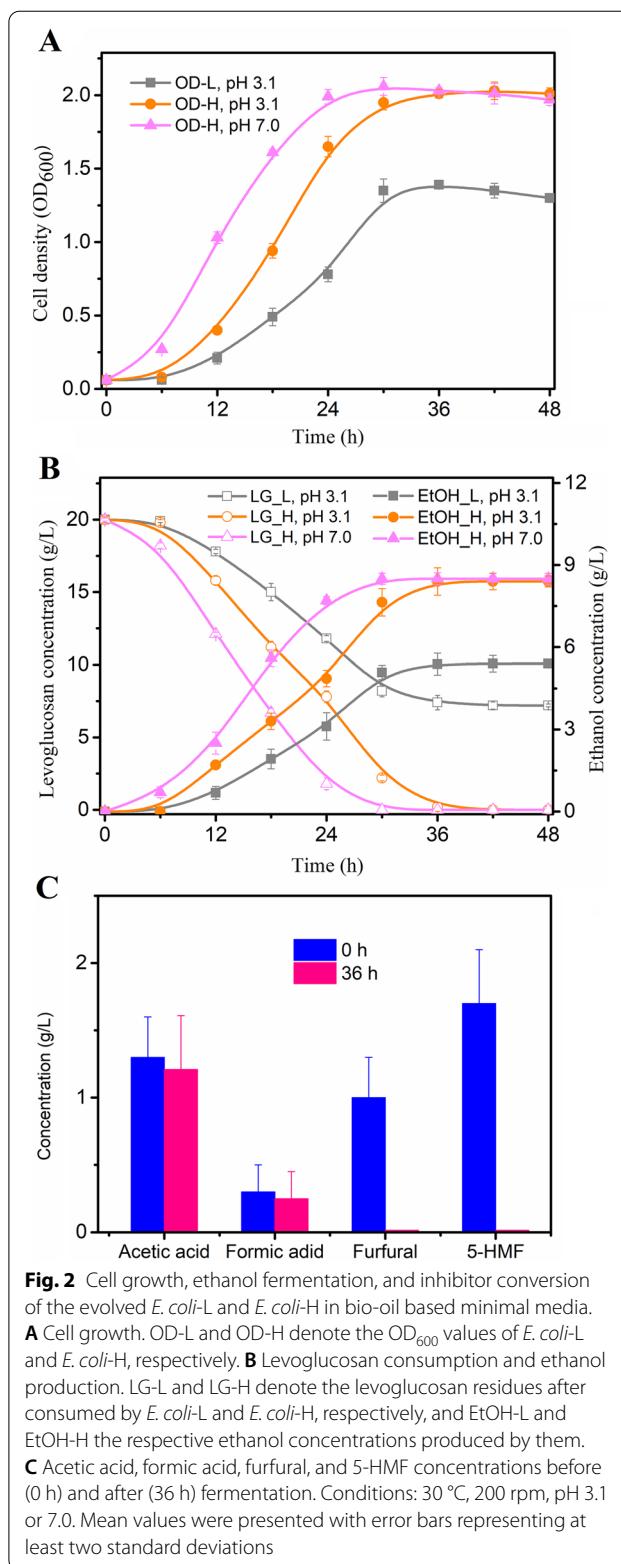 A
OD-L, pH 3.1
OD-H, pH 3.1
OD-H, pH 7.0
Cell density (OD600)
2.0
1.5
1.0
0.5
0.0
0 12 24 36 48
Time (h)
B
LG_L, pH 3.1 EtOH_L, pH 3.1
LG_H, pH 3.1 EtOH_H, pH 3.1
LG_H, pH 7.0 EtOH_H, pH 7.0
Levoglucosan concentration (g/L)
20
15
10
5
0
Ethanol concentration (g/L)
12
9
6
3
0
0 12 24 36 48
Time (h)
C
0 h
36 h
Concentration (g/L)
2
1
0
Acetic acid Formic adid Furfural 5-HMF
Fig. 2 Cell growth, ethanol fermentation, and inhibitor conversion
of the evolved E. coli-L and E. coli-H in bio-oil based minimal media.
A Cell growth. OD-L and OD-H denote the OD600 values of E. coli-L
and E. coli-H, respectively. B Levoglucosan consumption and ethanol
production. LG-L and LG-H denote the levoglucosan residues after
consumed by E. coli-L and E. coli-H, respectively, and EtOH-L and
EtOH-H the respective ethanol concentrations produced by them.
C Acetic acid, formic acid, furfural, and 5-HMF concentrations before
(0 h) and after (36 h) fermentation. Conditions: 30 °C, 200 rpm, pH 3.1
or 7.0. Mean values were presented with error bars representing at
least two standard deviations